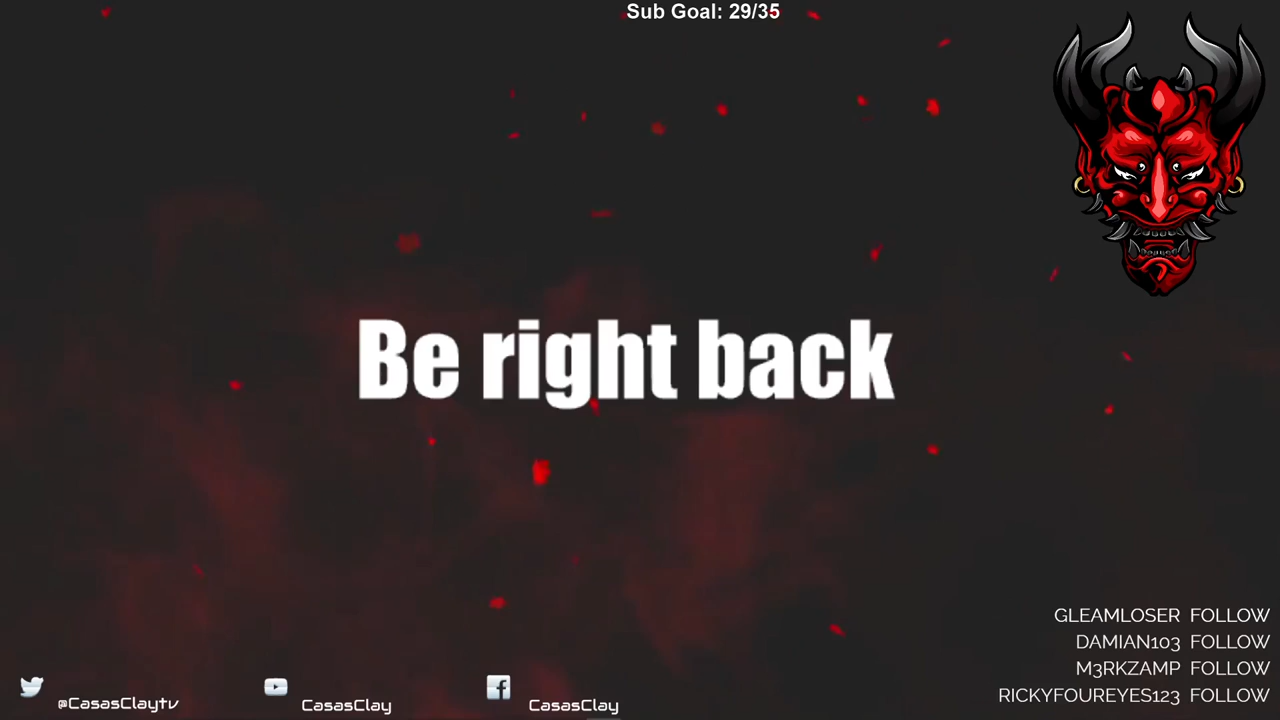 Sub Goal: 29/35
Be right back
GLEAMLOSER FOLLOW
DAMIAN103 FOLLOW
M3RKZAMP FOLLOW
RICKYFOUREYES123 FOLLOW
@CasasClaytv
CasasClay
CasasClay